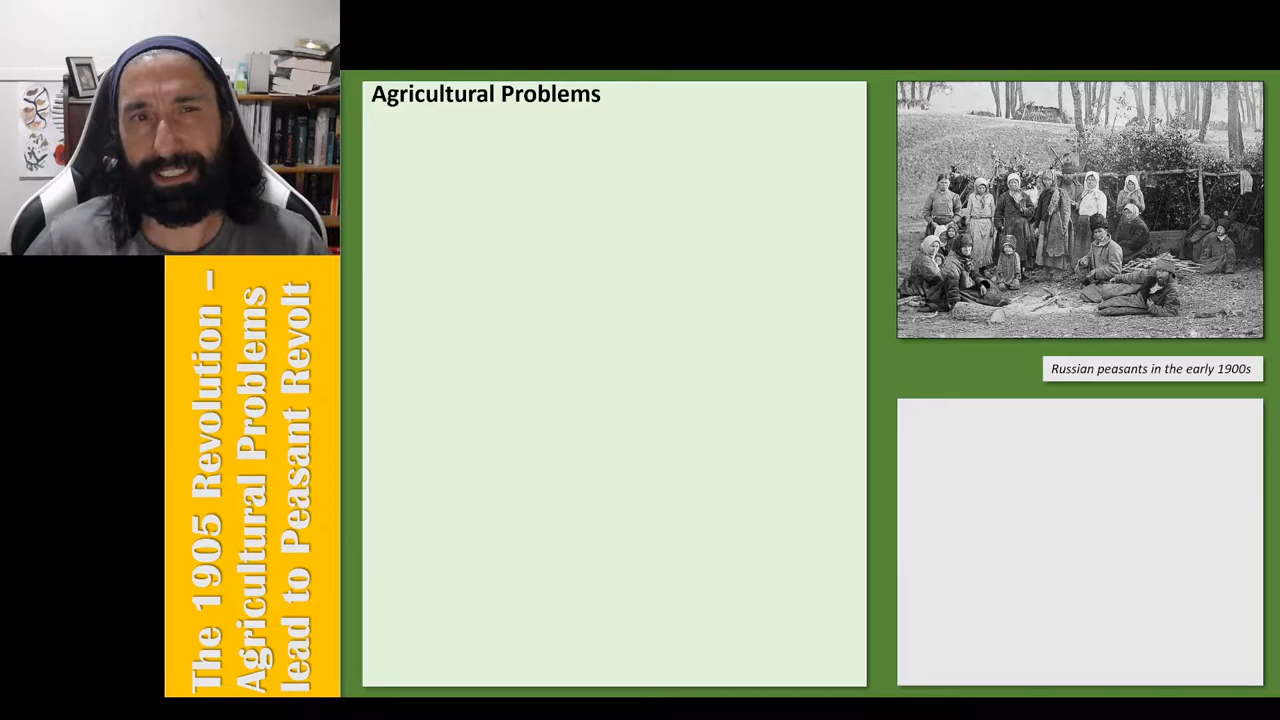 The 1905 Revolution –
Agricultural Problems
lead to Peasant Revolt
Agricultural Problems
Russian peasants in the early 1900s